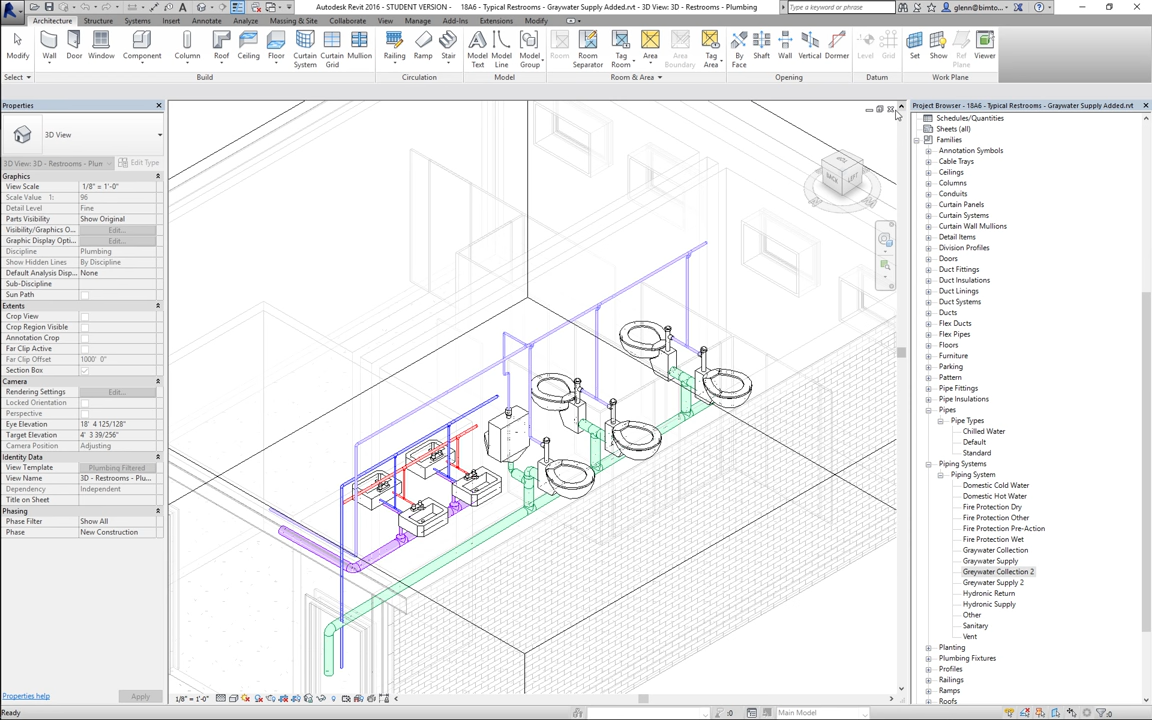 Autodesk Revit 2016 - STUDENT VERSION - 18A6 - Typical Restrooms - Graywater Supply Added.rvt - 3D View: 3D - Restrooms - Plumbing
Type a keyword or phrase
glenn@bimto...
Architecture Structure Systems Insert Annotate Analyze Massing & Site Collaborate View Manage Add-Ins Extensions Modify
Modify Wall Door Window Component Column Roof Ceiling Floor Curtain System Curtain Grid Mullion Railing Ramp Stair Model Text Model Line Model Group Room Room Separator Tag Room Area Area Boundary Tag Area By Face Shaft Wall Vertical Dormer Level Grid Set Show Ref Plane Viewer
Select Build Circulation Model Room & Area Opening Datum Work Plane
Properties
3D View
3D View: 3D - Restrooms - Plum Edit Type
Graphics
View Scale 1/8" = 1'-0"
Scale Value 1: 96
Detail Level Fine
Parts Visibility Show Original
Visibility/Graphics O... Edit...
Graphic Display Opti... Edit...
Discipline Plumbing
Show Hidden Lines By Discipline
Default Analysis Disp... None
Sub-Discipline
Sun Path
Extents
Crop View
Crop Region Visible
Annotation Crop
Far Clip Active
Far Clip Offset 1000' 0"
Section Box
Camera
Rendering Settings Edit...
Locked Orientation
Perspective
Eye Elevation 18' 4 125/128"
Target Elevation 4' 3 39/256"
Camera Position Adjusting
Identity Data
View Template Plumbing Filtered
View Name 3D - Restrooms - Plu...
Dependency Independent
Title on Sheet
Phasing
Phase Filter Show All
Phase New Construction
Properties help Apply
BACK LEFT
1/8" = 1'-0"
Project Browser - 18A6 - Typical Restrooms - Graywater Supply Added.rvt
Schedules/Quantities
Sheets (all)
Families
Annotation Symbols
Cable Trays
Ceilings
Columns
Conduits
Curtain Panels
Curtain Systems
Curtain Wall Mullions
Detail Items
Division Profiles
Doors
Duct Fittings
Duct Insulations
Duct Linings
Duct Systems
Ducts
Flex Ducts
Flex Pipes
Floors
Furniture
Parking
Pattern
Pipe Fittings
Pipe Insulations
Pipes
Pipe Types
Chilled Water
Default
Standard
Piping Systems
Piping System
Domestic Cold Water
Domestic Hot Water
Fire Protection Dry
Fire Protection Other
Fire Protection Pre-Action
Fire Protection Wet
Graywater Collection
Graywater Supply
Greywater Collection 2
Greywater Supply 2
Hydronic Return
Hydronic Supply
Other
Sanitary
Vent
Planting
Plumbing Fixtures
Profiles
Railings
Ramps
Roofs
Ready
:0
Main Model
:0